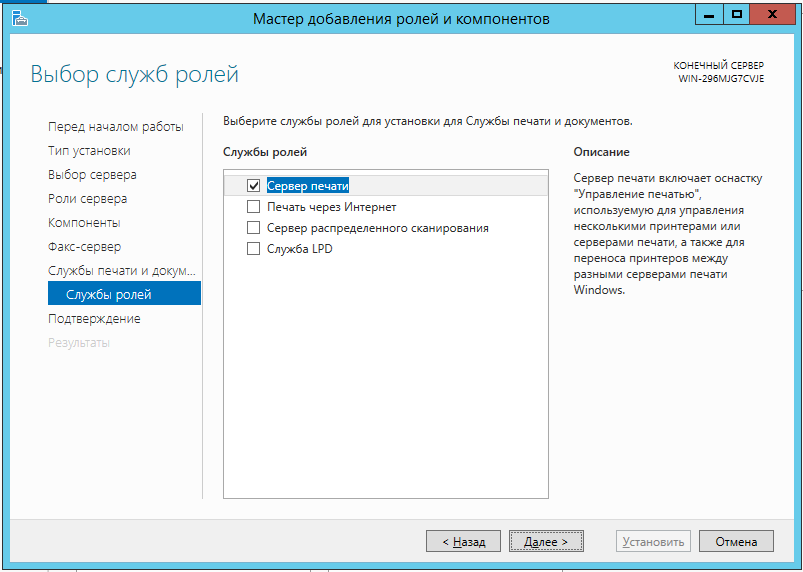 Мастер добавления ролей и компонентов
Выбор служб ролей
КОНЕЧНЫЙ СЕРВЕР
WIN-296MJG7CVJE
Перед началом работы
Тип установки
Выбор сервера
Роли сервера
Компоненты
Факс-сервер
Службы печати и докум...
Службы ролей
Подтверждение
Результаты
Выберите службы ролей для установки для Службы печати и документов.
Службы ролей
Сервер печати
Печать через Интернет
Сервер распределенного сканирования
Служба LPD
Описание
Сервер печати включает оснастку
"Управление печатью",
используемую для управления
несколькими принтерами или
серверами печати, а также для
переноса принтеров между
разными серверами печати
Windows.
< Назад
Далее >
Установить
Отмена